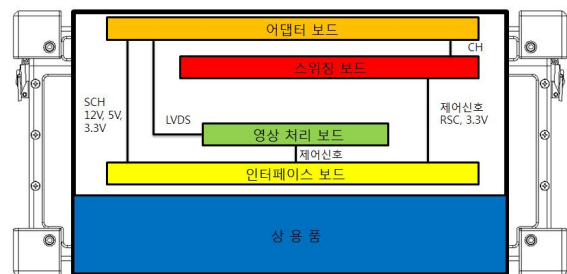 어댑터 보드
CH
스위칭 보드
SCH
12V, 5V,
3.3V
LVDS
제어신호
RSC, 3.3V
영상 처리 보드
제어신호
인터페이스 보드
상 용 품